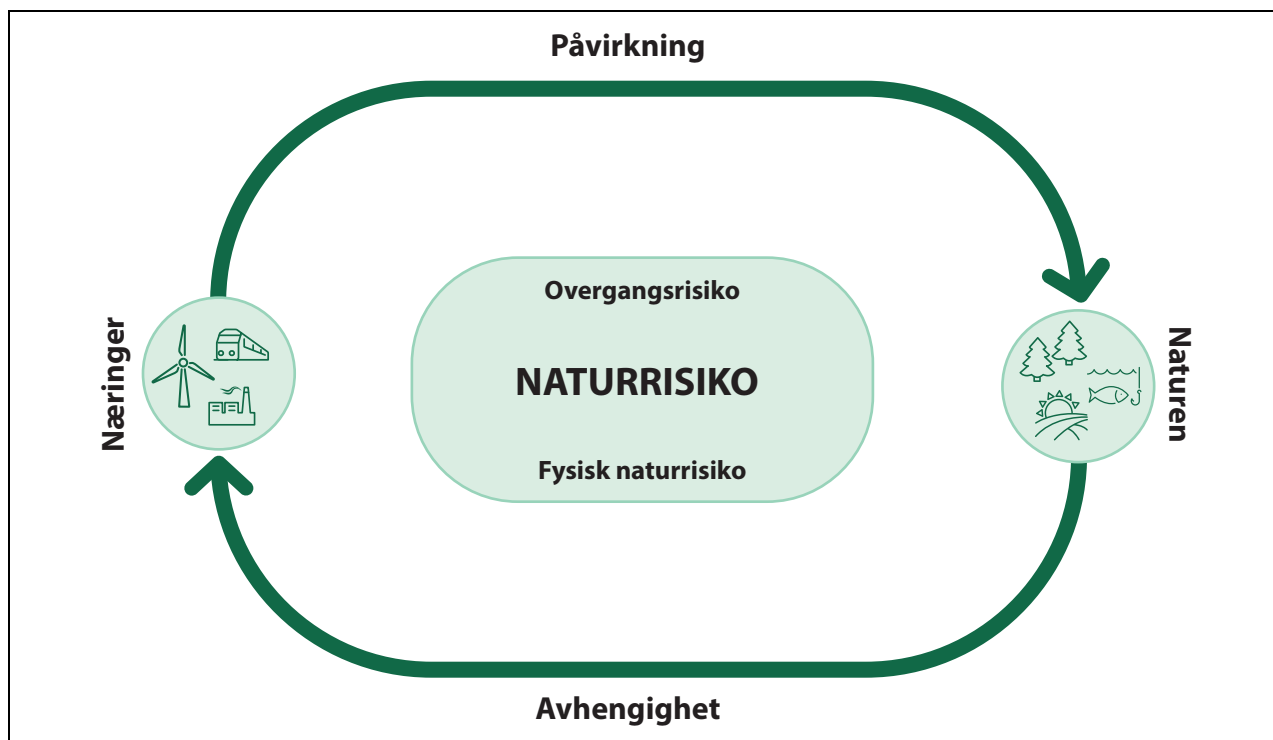 Påvirkning
Næringer
Overgangsrisiko
NATURRISIKO
Fysisk naturrisiko
Naturen
Avhengighet